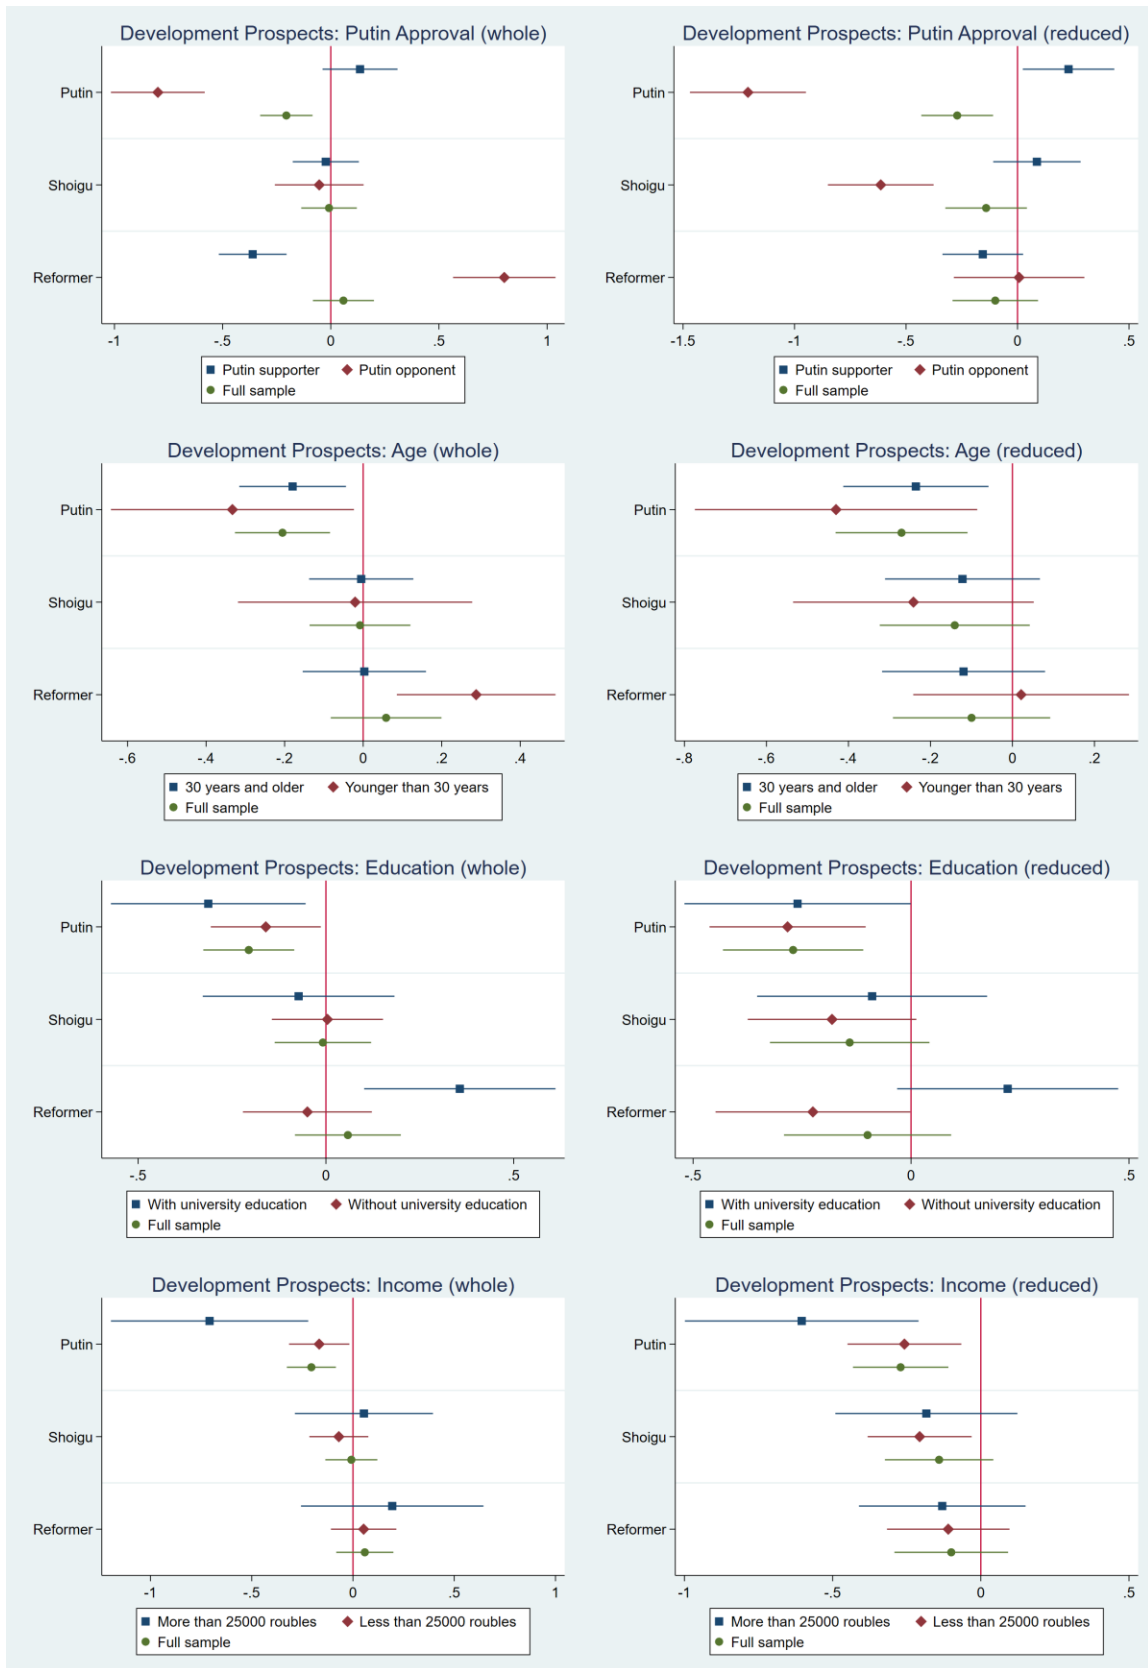 Development Prospects: Putin Approval (whole)
Putin
Shoigu
Reformer
-1 -.5 0 .5 1
Putin supporter Putin opponent
Full sample
Development Prospects: Putin Approval (reduced)
Putin
Shoigu
Reformer
-1.5 -1 -.5 0 .5
Putin supporter Putin opponent
Full sample
Development Prospects: Age (whole)
Putin
Shoigu
Reformer
-.6 -.4 -.2 0 .2 .4
30 years and older Younger than 30 years
Full sample
Development Prospects: Age (reduced)
Putin
Shoigu
Reformer
-.8 -.6 -.4 -.2 0 .2
30 years and older Younger than 30 years
Full sample
Development Prospects: Education (whole)
Putin
Shoigu
Reformer
-.5 0 .5
With university education Without university education
Full sample
Development Prospects: Education (reduced)
Putin
Shoigu
Reformer
-.5 0 .5
With university education Without university education
Full sample
Development Prospects: Income (whole)
Putin
Shoigu
Reformer
-1 -.5 0 .5 1
More than 25000 roubles Less than 25000 roubles
Full sample
Development Prospects: Income (reduced)
Putin
Shoigu
Reformer
-1 -.5 0 .5
More than 25000 roubles Less than 25000 roubles
Full sample